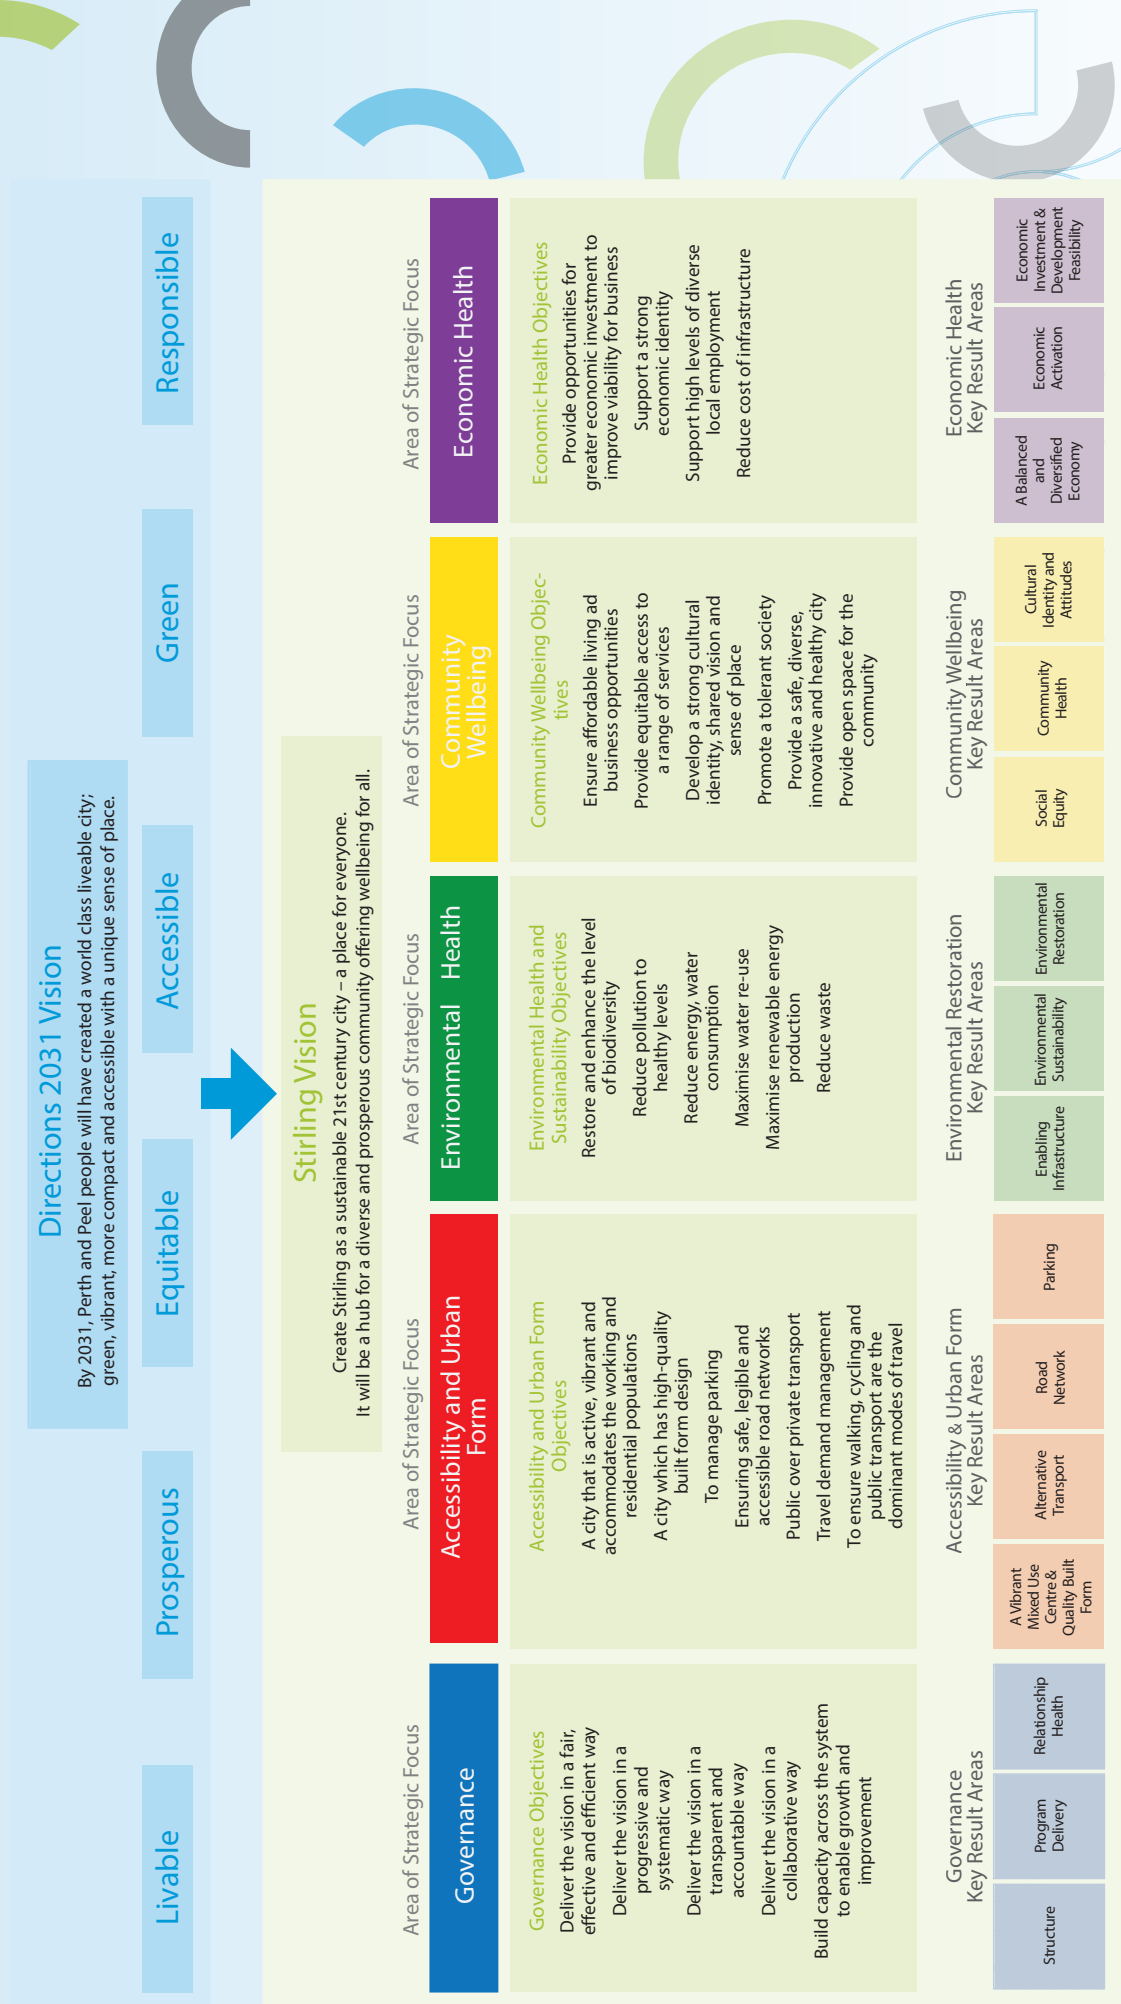 Directions 2031 Vision
By 2031, Perth and Peel people will have created a world class liveable city;
green, vibrant, more compact and accessible with a unique sense of place.
Livable
Prosperous
Equitable
Accessible
Green
Responsible
Stirling Vision
Create Stirling as a sustainable 21st century city – a place for everyone.
It will be a hub for a diverse and prosperous community offering wellbeing for all.
Area of Strategic Focus
Governance
Governance Objectives
Deliver the vision in a fair,
effective and efficient way
Deliver the vision in a
progressive and
systematic way
Deliver the vision in a
transparent and
accountable way
Deliver the vision in a
collaborative way
Build capacity across the system
to enable growth and
improvement
Governance
Key Result Areas
Structure
Program
Delivery
Relationship
Health
Area of Strategic Focus
Accessibility and Urban
Form
Accessibility and Urban Form
Objectives
A city that is active, vibrant and
accommodates the working and
residential populations
A city which has high-quality
built form design
To manage parking
Ensuring safe, legible and
accessible road networks
Public over private transport
Travel demand management
To ensure walking, cycling and
public transport are the
dominant modes of travel
Accessibility & Urban Form
Key Result Areas
A Vibrant
Mixed Use
Centre &
Quality Built
Form
Alternative
Transport
Road
Network
Parking
Area of Strategic Focus
Environmental Health
Environmental Health and
Sustainability Objectives
Restore and enhance the level
of biodiversity
Reduce pollution to
healthy levels
Reduce energy, water
consumption
Maximise water re-use
Maximise renewable energy
production
Reduce waste
Environmental Restoration
Key Result Areas
Enabling
Infrastructure
Environmental
Sustainability
Environmental
Restoration
Area of Strategic Focus
Community
Wellbeing
Community Wellbeing Objec-
tives
Ensure affordable living ad
business opportunities
Provide equitable access to
a range of services
Develop a strong cultural
identity, shared vision and
sense of place
Promote a tolerant society
Provide a safe, diverse,
innovative and healthy city
Provide open space for the
community
Community Wellbeing
Key Result Areas
Social
Equity
Community
Health
Cultural
Identity and
Attitudes
Area of Strategic Focus
Economic Health
Economic Health Objectives
Provide opportunities for
greater economic investment to
improve viability for business
Support a strong
economic identity
Support high levels of diverse
local employment
Reduce cost of infrastructure
Economic Health
Key Result Areas
A Balanced
and
Diversified
Economy
Economic
Activation
Economic
Investment &
Development
Feasibility